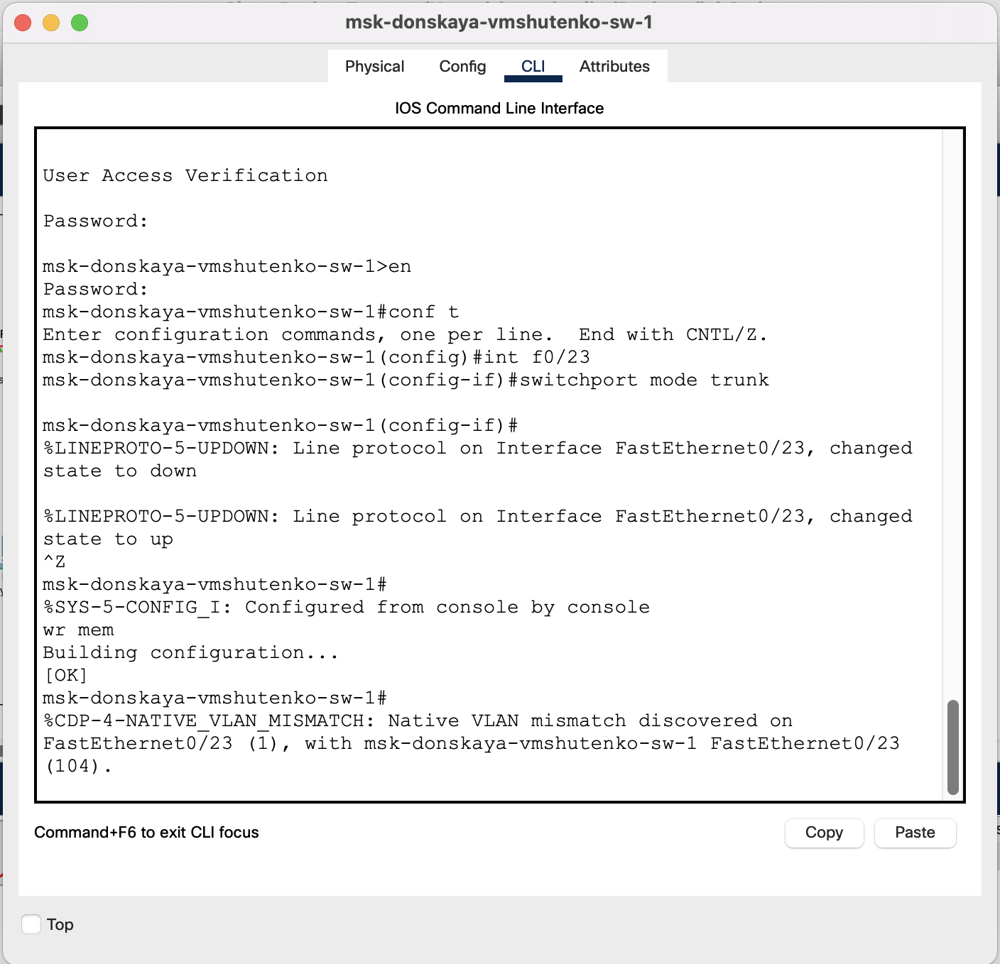 msk-donskaya-vmshutenko-sw-1
Physical Config CLI Attributes
IOS Command Line Interface
User Access Verification
Password:
msk-donskaya-vmshutenko-sw-1>en
Password:
msk-donskaya-vmshutenko-sw-1#conf t
Enter configuration commands, one per line.  End with CNTL/Z.
msk-donskaya-vmshutenko-sw-1(config)#int f0/23
msk-donskaya-vmshutenko-sw-1(config-if)#switchport mode trunk
msk-donskaya-vmshutenko-sw-1(config-if)#
%LINEPROTO-5-UPDOWN: Line protocol on Interface FastEthernet0/23, changed
state to down
%LINEPROTO-5-UPDOWN: Line protocol on Interface FastEthernet0/23, changed
state to up
^Z
msk-donskaya-vmshutenko-sw-1#
%SYS-5-CONFIG_I: Configured from console by console
wr mem
Building configuration...
[OK]
msk-donskaya-vmshutenko-sw-1#
%CDP-4-NATIVE_VLAN_MISMATCH: Native VLAN mismatch discovered on
FastEthernet0/23 (1), with msk-donskaya-vmshutenko-sw-1 FastEthernet0/23
(104).
Command+F6 to exit CLI focus
Copy Paste
Top